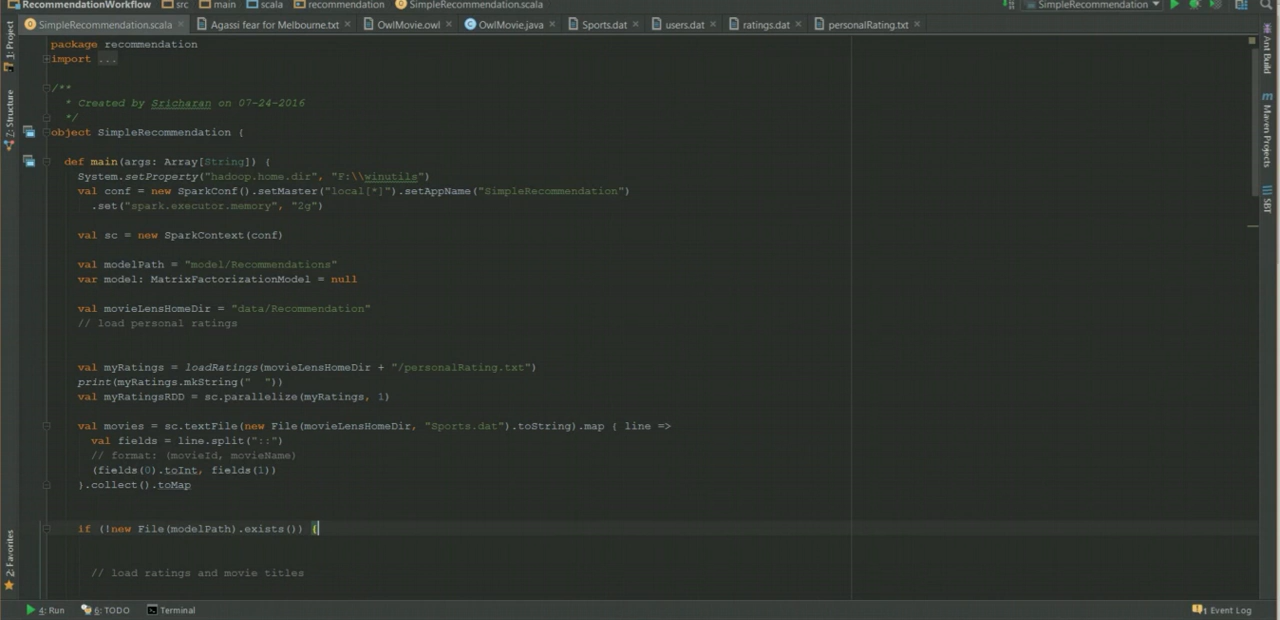 RecommendationWorkflow src main scala recommendation SimpleRecommendation.scala SimpleRecommendation
SimpleRecommendation.scala Agassi fear for Melbourne.txt OwlMovie.owl OwlMovie.java Sports.dat users.dat ratings.dat personalRating.txt
1: Project
Z: Structure
2: Favorites
package recommendation
import ...
/**
* Created by Sricharan on 07-24-2016
*/
object SimpleRecommendation {
def main(args: Array[String]) {
System.setProperty("hadoop.home.dir", "F:\\winutils")
val conf = new SparkConf().setMaster("local[*]").setAppName("SimpleRecommendation")
.set("spark.executor.memory", "2g")
val sc = new SparkContext(conf)
val modelPath = "model/Recommendations"
var model: MatrixFactorizationModel = null
val movieLensHomeDir = "data/Recommendation"
// load personal ratings
val myRatings = loadRatings(movieLensHomeDir + "/personalRating.txt")
print(myRatings.mkString("  "))
val myRatingsRDD = sc.parallelize(myRatings, 1)
val movies = sc.textFile(new File(movieLensHomeDir, "Sports.dat").toString).map { line =>
val fields = line.split("::")
// format: (movieId, movieName)
(fields(0).toInt, fields(1))
}.collect().toMap
if (!new File(modelPath).exists()) {
// load ratings and movie titles
Ant Build
Maven Projects
SBT
4: Run 6: TODO Terminal
1 Event Log